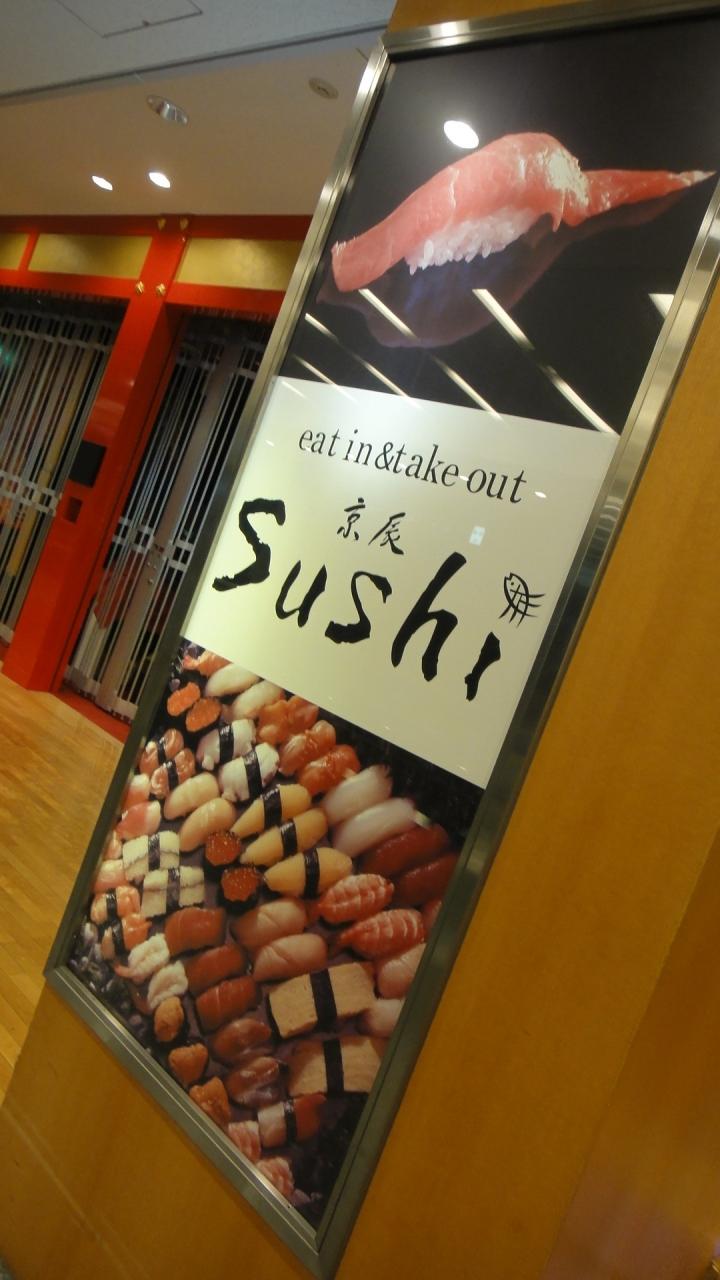 eat in&take out
京辰
Sushi